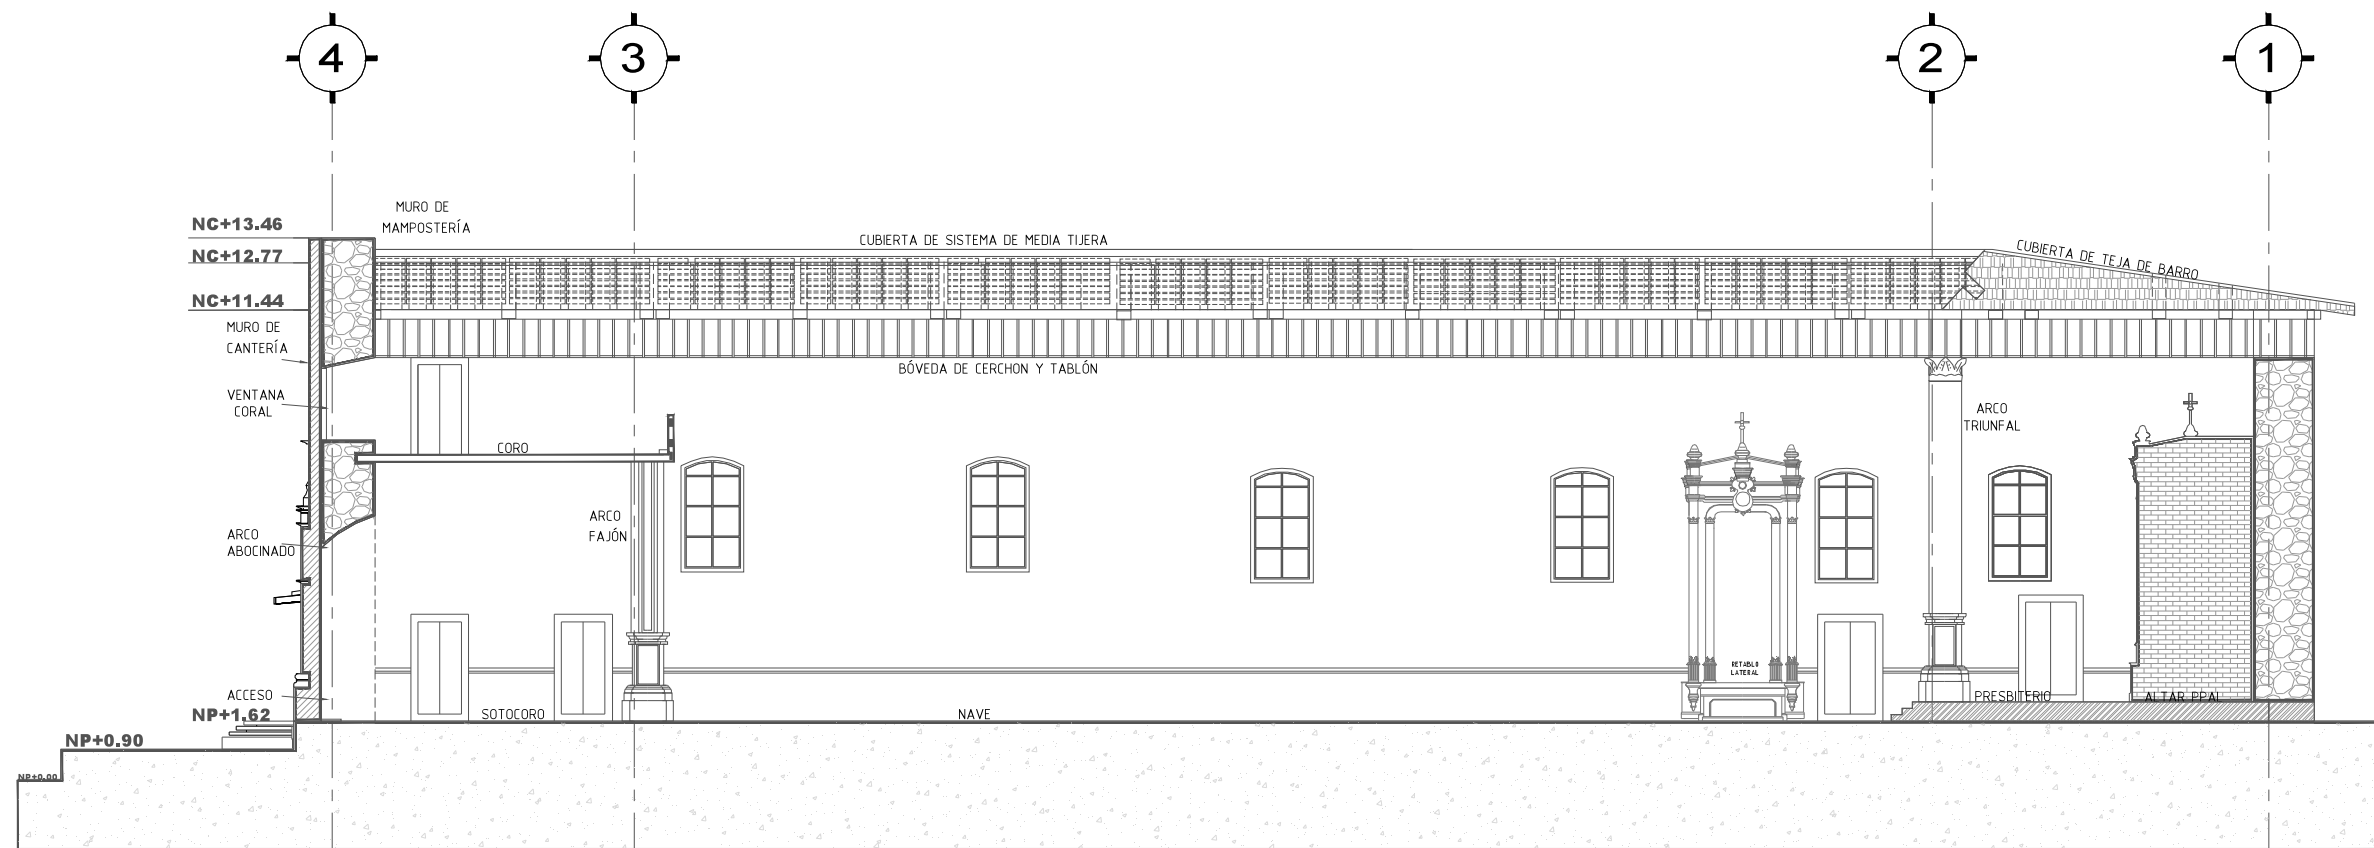 4
3
2
1
MURO DE
MAMPOSTERÍA
NC+13.46
CUBIERTA DE SISTEMA DE MEDIA TIJERA
CUBIERTA DE TEJA DE BARRO
NC+12.77
NC+11.44
MURO DE
CANTERÍA
BÓVEDA DE CERCHON Y TABLÓN
VENTANA
CORAL
ARCO
TRIUNFAL
CORO
ARCO
FAJÓN
ARCO
ABOCINADO
RETABLO
LATERAL
ACCESO
PRESBITERIO
ALTAR PPAL
NP+1.62
SOTOCORO
NAVE
NP+0.90
NP+0.00